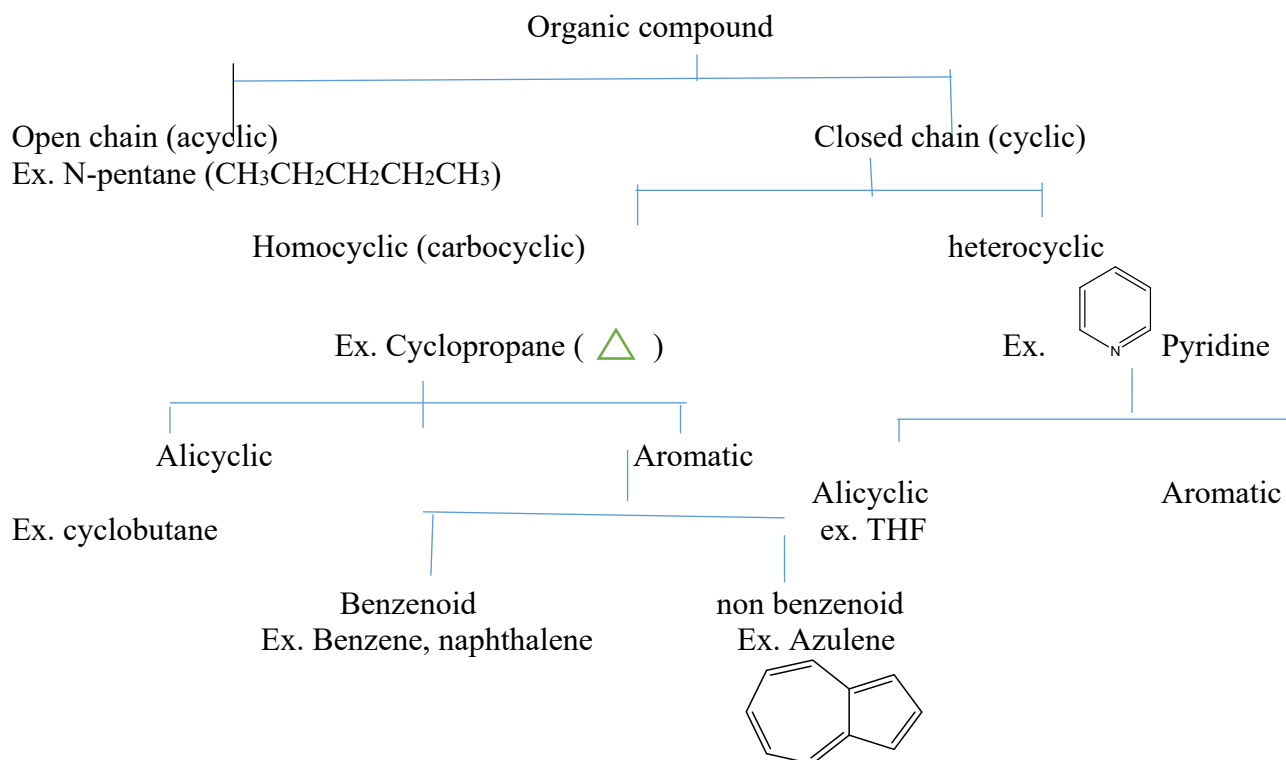 Organic compound
Open chain (acyclic)
Closed chain (cyclic)
Ex. N-pentane (CH₃CH₂CH₂CH₂CH₃)
Homocyclic (carbocyclic)
heterocyclic
Ex. Cyclopropane ( )
Ex. Pyridine
N
Alicyclic
Aromatic
Alicyclic
Aromatic
Ex. cyclobutane
ex. THF
Benzenoid
non benzenoid
Ex. Benzene, naphthalene
Ex. Azulene